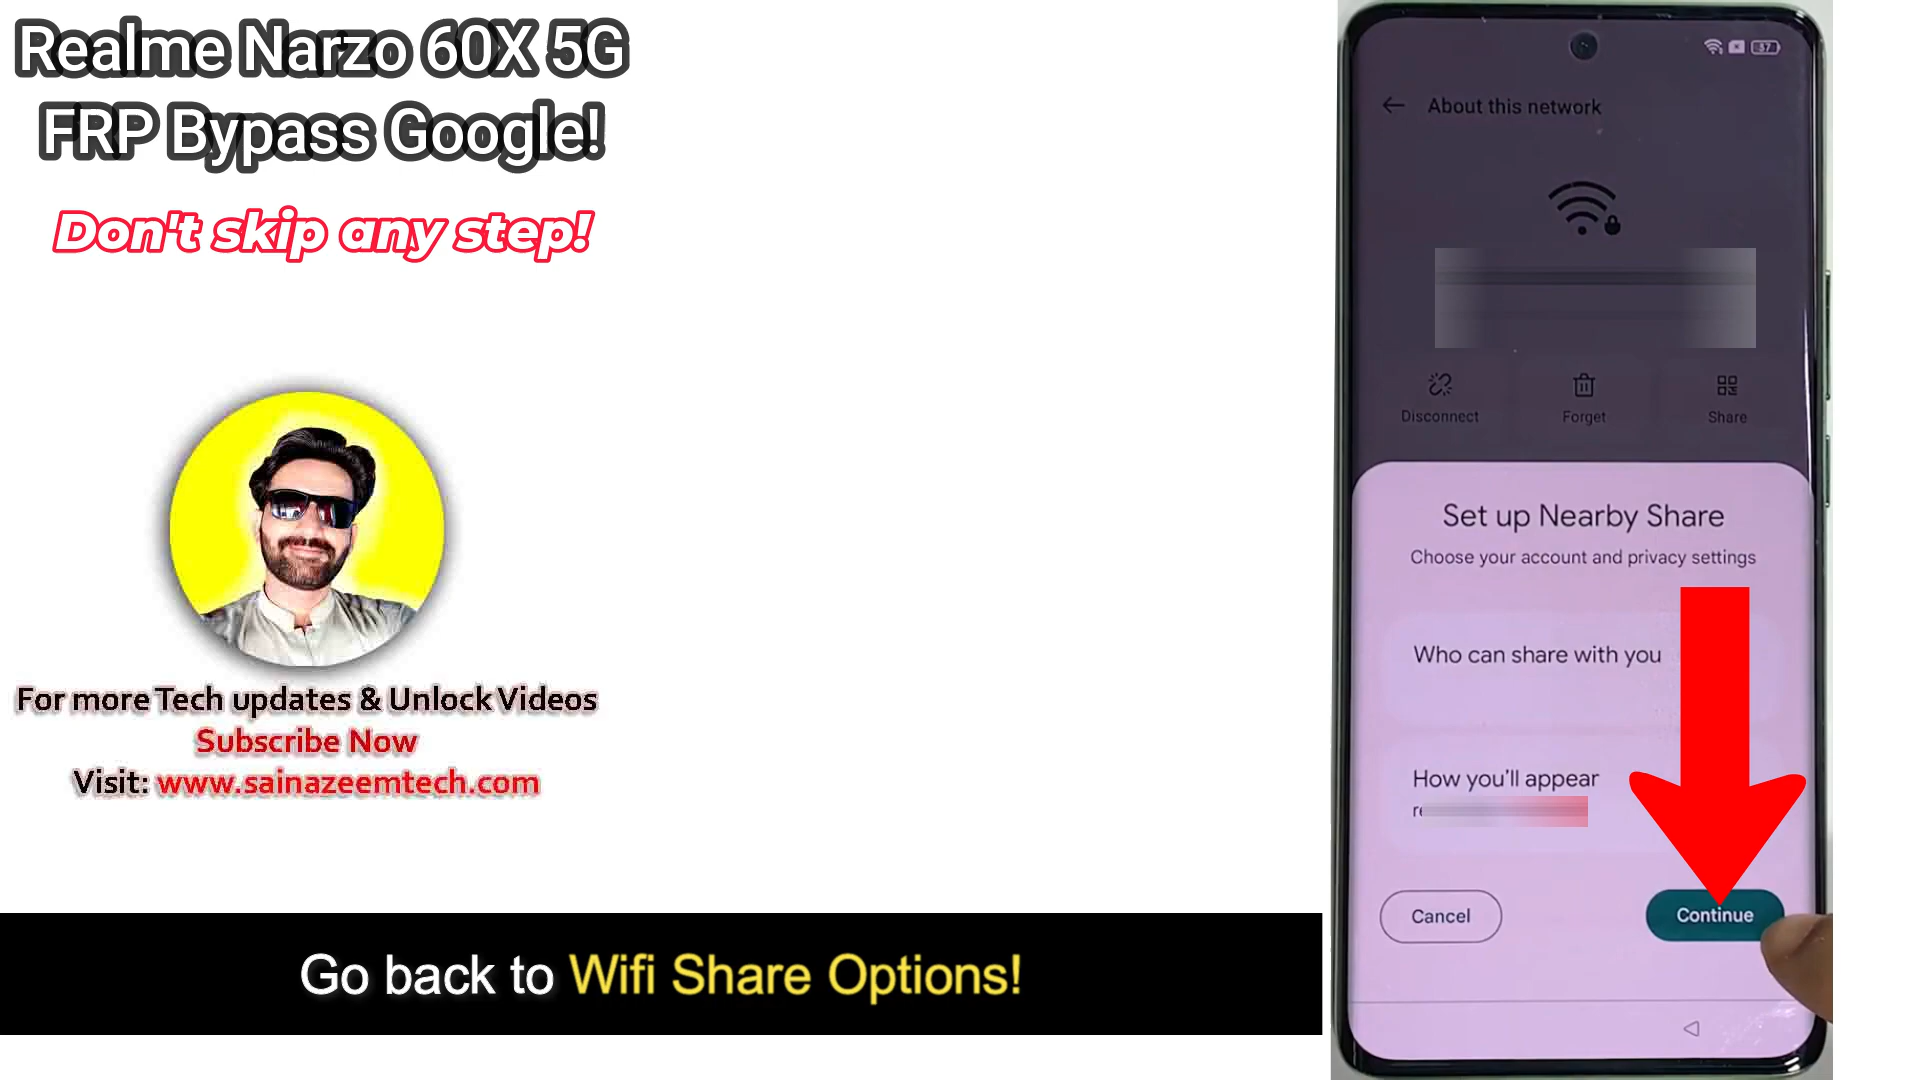 Realme Narzo 60X 5G
FRP Bypass Google!
Don't skip any step!
For more Tech updates & Unlock Videos
Subscribe Now
Visit: www.sainazeemtech.com
Go back to Wifi Share Options!
37
About this network
Disconnect
Forget
Share
Set up Nearby Share
Choose your account and privacy settings
Who can share with you
How you'll appear
Cancel
Continue